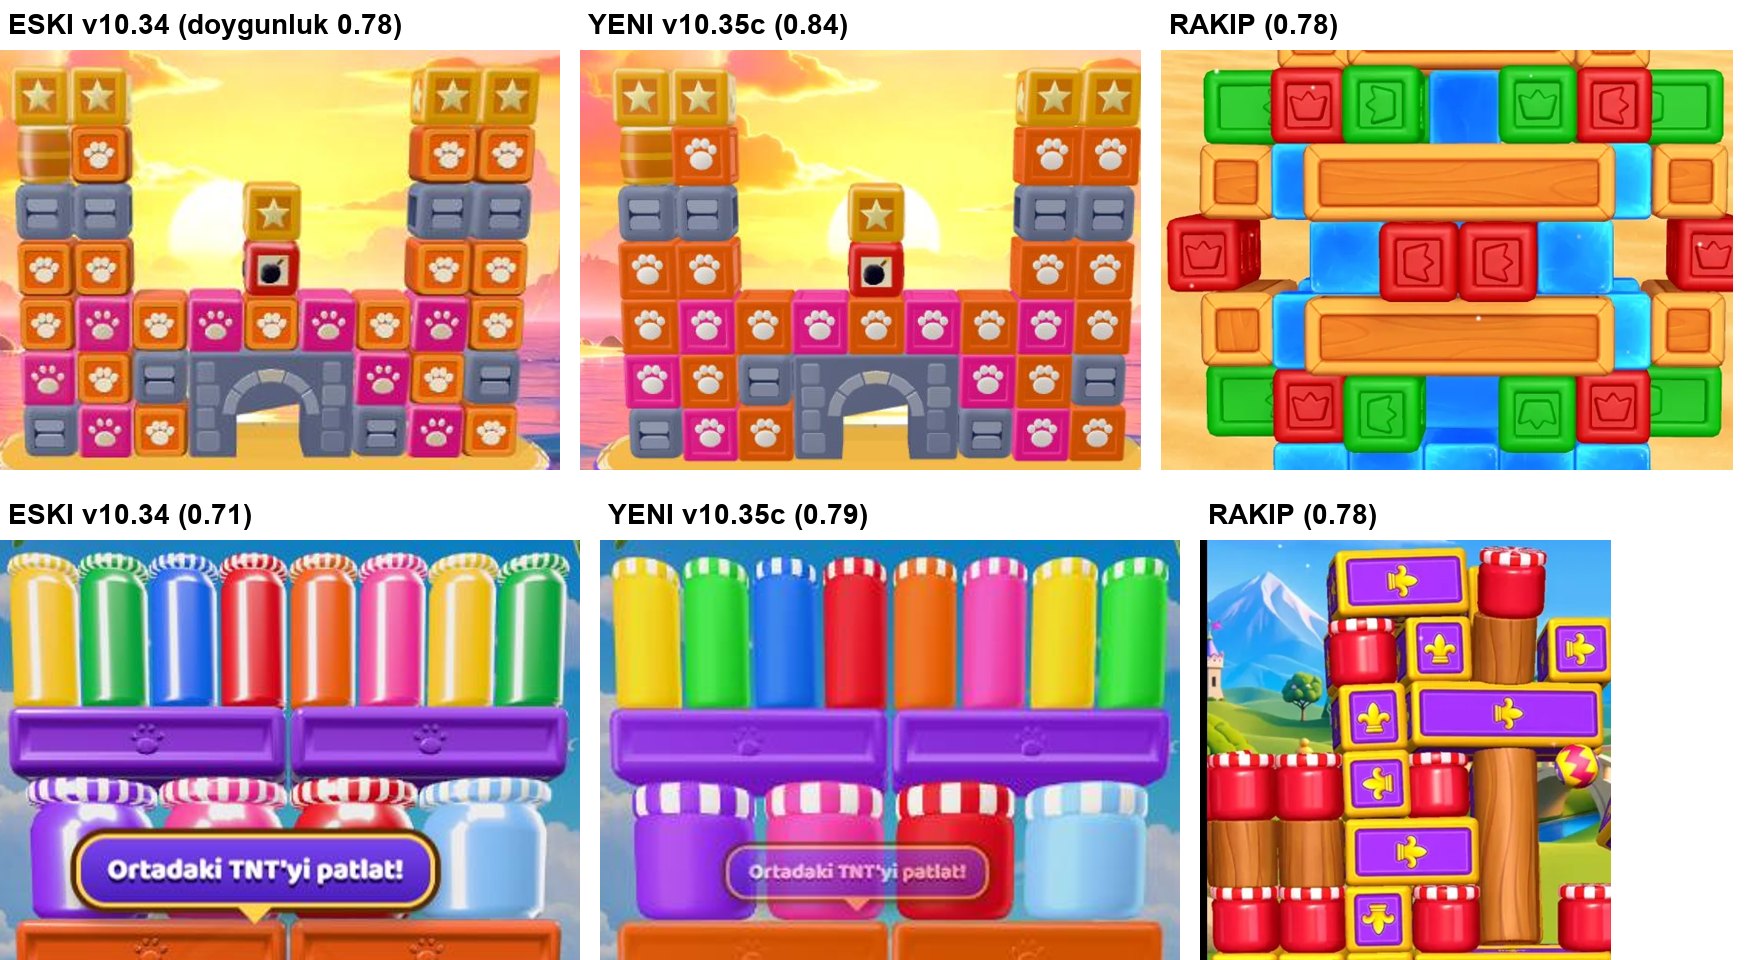 ESKI v10.34 (doygunluk 0.78)
YENI v10.35c (0.84)
RAKIP (0.78)
ESKI v10.34 (0.71)
YENI v10.35c (0.79)
RAKIP (0.78)
Ortadaki TNT'yi patlat!
Ortadaki TNT'yi patlat!